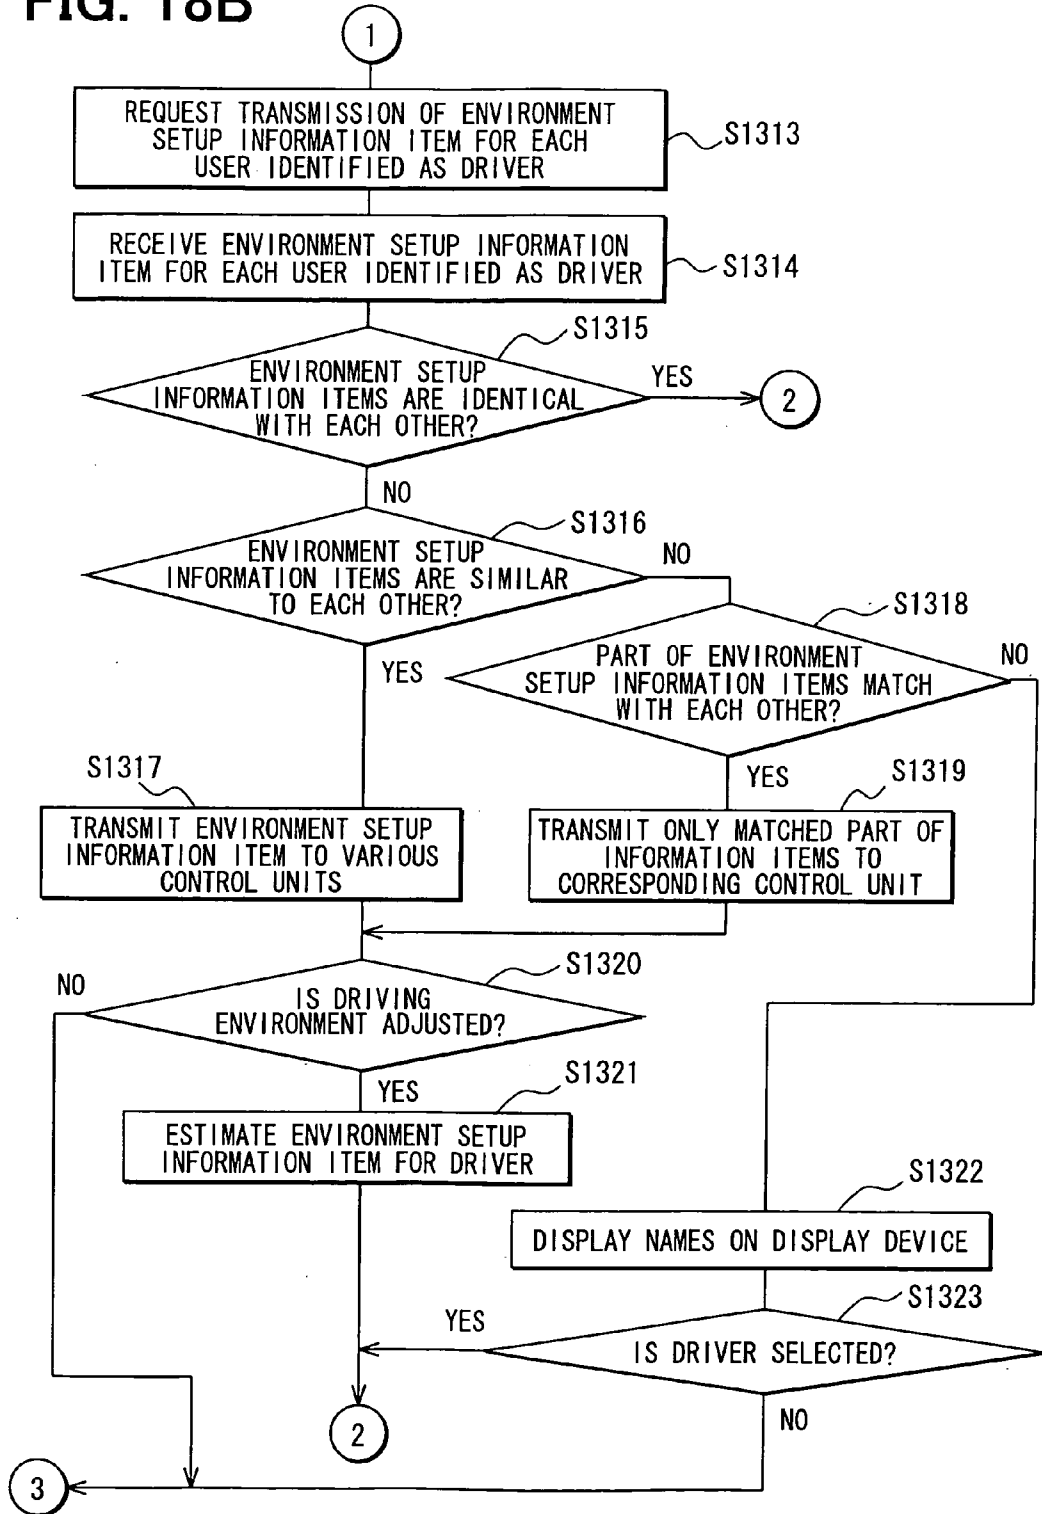 FIG. 18B
1
REQUEST TRANSMISSION OF ENVIRONMENT
SETUP INFORMATION ITEM FOR EACH
USER IDENTIFIED AS DRIVER
S1313
RECEIVE ENVIRONMENT SETUP INFORMATION
ITEM FOR EACH USER IDENTIFIED AS DRIVER
S1314
S1315
ENVIRONMENT SETUP
INFORMATION ITEMS ARE IDENTICAL
WITH EACH OTHER?
YES
2
NO
S1316
ENVIRONMENT SETUP
INFORMATION ITEMS ARE SIMILAR
TO EACH OTHER?
NO
YES
S1318
PART OF ENVIRONMENT
SETUP INFORMATION ITEMS MATCH
WITH EACH OTHER?
NO
YES
S1317
TRANSMIT ENVIRONMENT SETUP
INFORMATION ITEM TO VARIOUS
CONTROL UNITS
S1319
TRANSMIT ONLY MATCHED PART OF
INFORMATION ITEMS TO
CORRESPONDING CONTROL UNIT
S1320
NO
IS DRIVING
ENVIRONMENT ADJUSTED?
YES
S1321
ESTIMATE ENVIRONMENT SETUP
INFORMATION ITEM FOR DRIVER
S1322
DISPLAY NAMES ON DISPLAY DEVICE
S1323
YES
IS DRIVER SELECTED?
NO
2
3